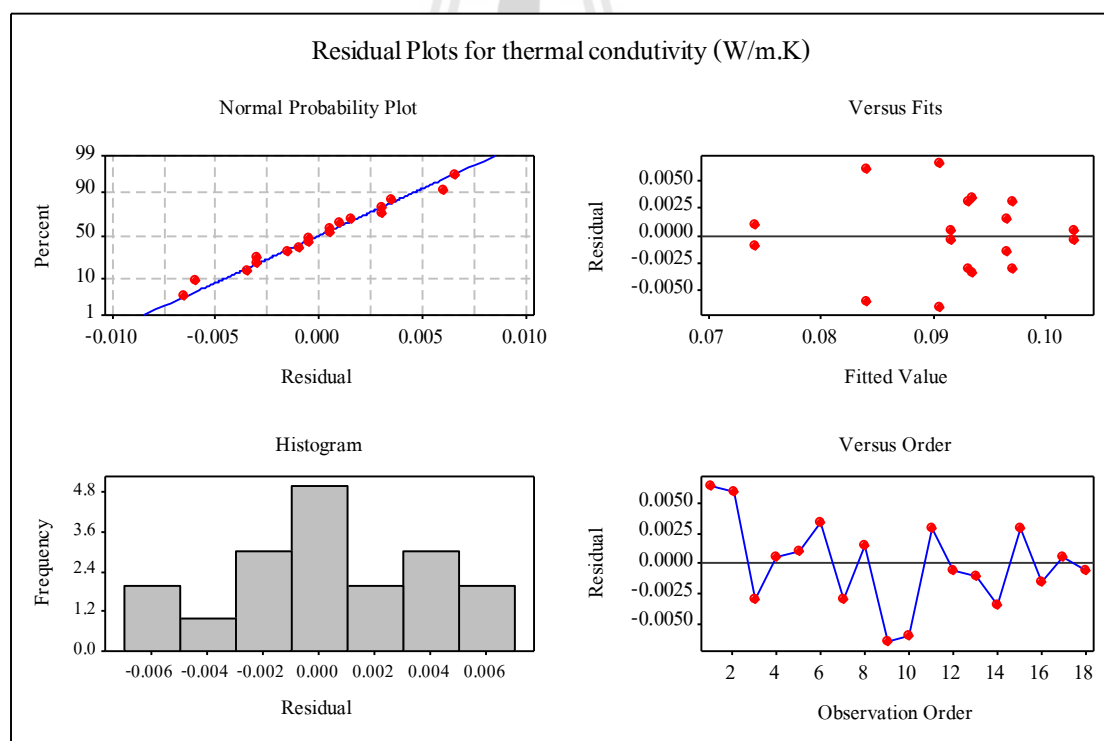 Residual Plots for thermal condutivity (W/m.K)
Normal Probability Plot
99
90
50
10
1
Percent
-0.010 -0.005 0.000 0.005 0.010
Residual
Versus Fits
0.0050
0.0025
0.0000
-0.0025
-0.0050
Residual
0.07 0.08 0.09 0.10
Fitted Value
Histogram
4.8
3.6
2.4
1.2
0.0
Frequency
-0.006 -0.004 -0.002 0.000 0.002 0.004 0.006
Residual
Versus Order
0.0050
0.0025
0.0000
-0.0025
-0.0050
Residual
2 4 6 8 10 12 14 16 18
Observation Order